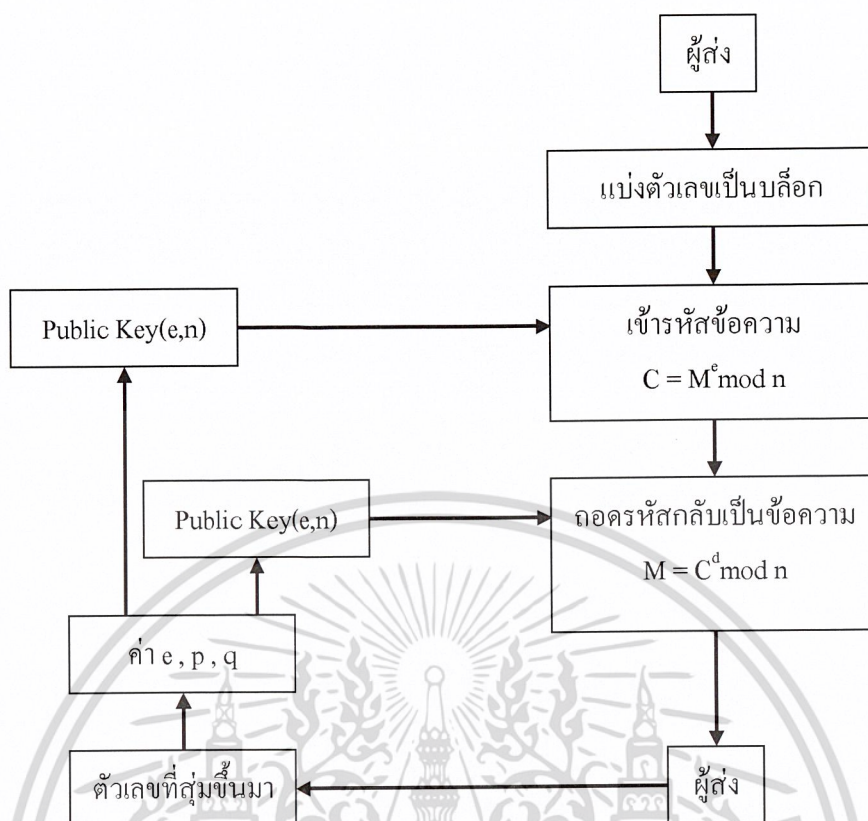 ผู้ส่ง
แบ่งตัวเลขเป็นบล็อก
Public Key(e,n)
เข้ารหัสข้อความ
C = M^e mod n
Public Key(e,n)
ถอดรหัสกลับเป็นข้อความ
M = C^d mod n
ค่า e , p , q
ตัวเลขที่สุ่มขึ้นมา
ผู้ส่ง